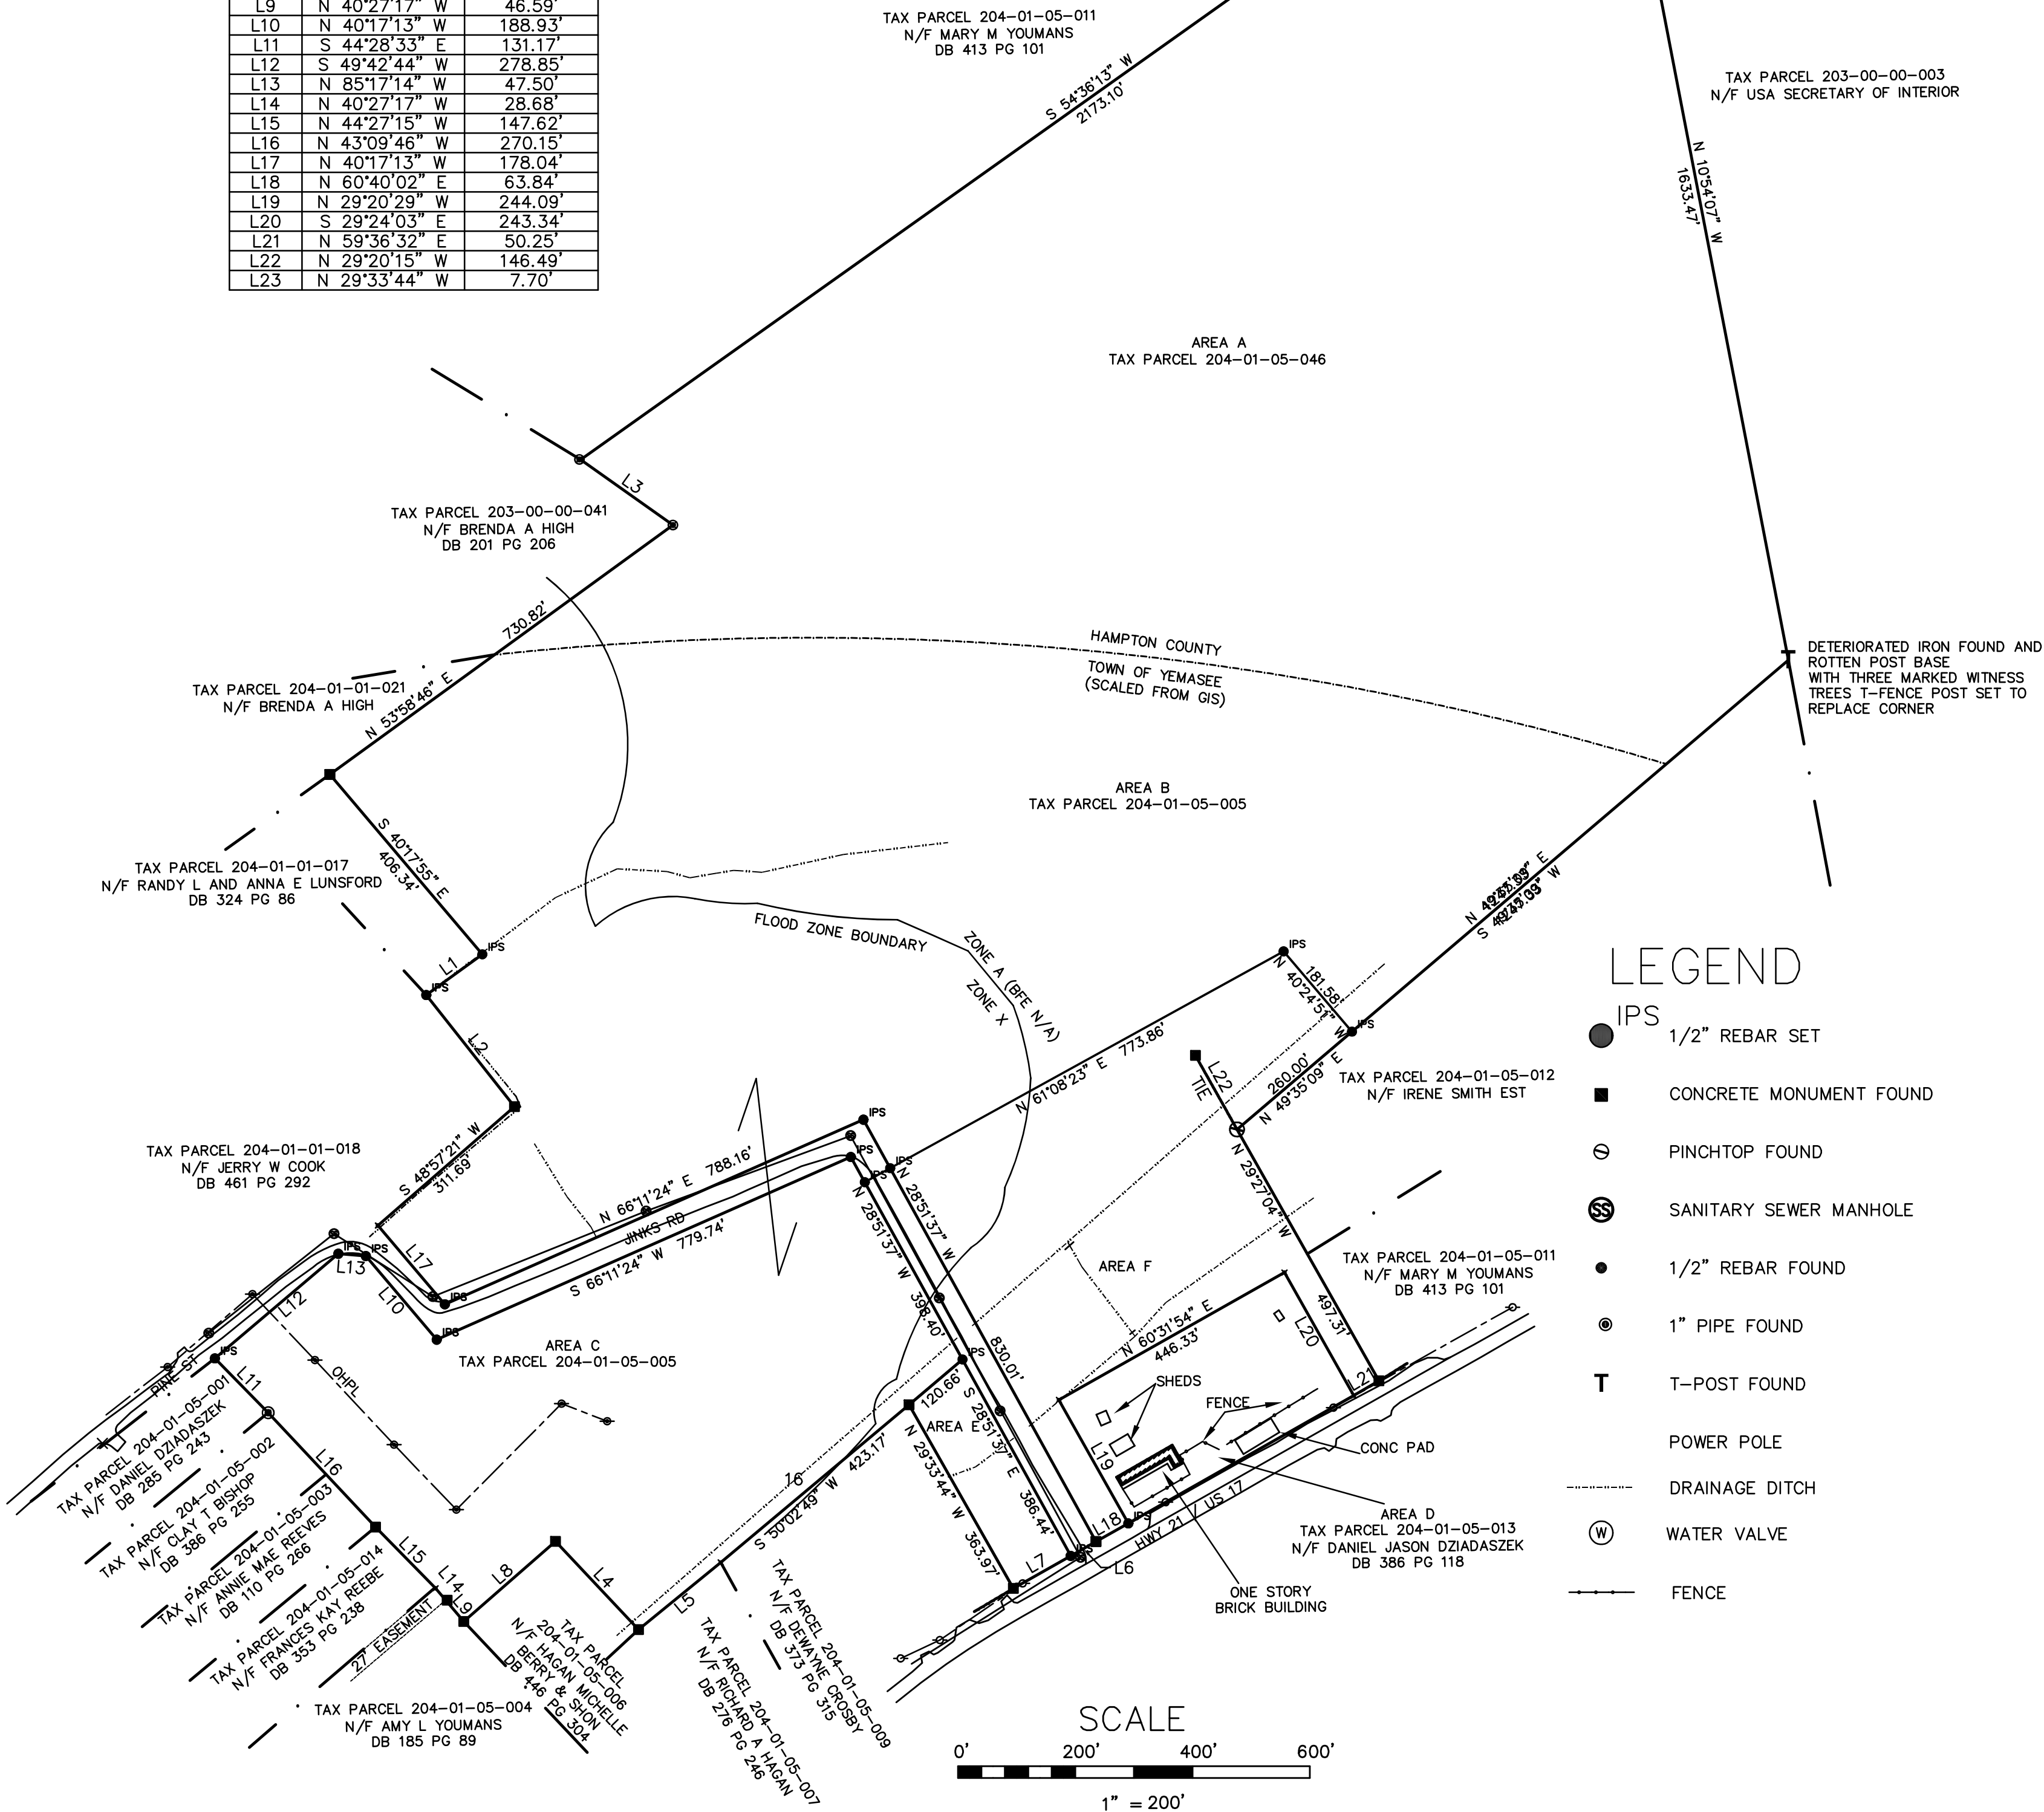 L9 N 40°27'17" W 46.59'
L10 N 40°17'13" W 188.93'
L11 S 44°28'33" E 131.17'
L12 S 49°42'44" W 278.85'
L13 N 85°17'14" W 47.50'
L14 N 40°27'17" W 28.68'
L15 N 44°27'15" W 147.62'
L16 N 43°09'46" W 270.15'
L17 N 40°17'13" W 178.04'
L18 N 60°40'02" E 63.84'
L19 N 29°20'29" W 244.09'
L20 S 29°24'03" E 243.34'
L21 N 59°36'32" E 50.25'
L22 N 29°20'15" W 146.49'
L23 N 29°33'44" W 7.70'
TAX PARCEL 204-01-05-011
N/F MARY M YOUMANS
DB 413 PG 101
S 54°36'13" W
2173.10'
TAX PARCEL 203-00-00-003
N/F USA SECRETARY OF INTERIOR
N 10°54'07" W
1633.47'
AREA A
TAX PARCEL 204-01-05-046
L3
TAX PARCEL 203-00-00-041
N/F BRENDA A HIGH
DB 201 PG 206
730.82'
N 53°58'46" E
HAMPTON COUNTY
TOWN OF YEMASEE
(SCALED FROM GIS)
DETERIORATED IRON FOUND AND
ROTTEN POST BASE
WITH THREE MARKED WITNESS
TREES T-FENCE POST SET TO
REPLACE CORNER
TAX PARCEL 204-01-01-021
N/F BRENDA A HIGH
AREA B
TAX PARCEL 204-01-05-005
S 40°17'55" E
406.34'
TAX PARCEL 204-01-01-017
N/F RANDY L AND ANNA E LUNSFORD
DB 324 PG 86
FLOOD ZONE BOUNDARY
ZONE A (BFE N/A)
ZONE X
IPS
L1
IPS
L2
IPS
181.58'
N 40°24'51" W
IPS
N 61°08'23" E 773.86'
L22
TIE
260.00'
N 49°35'09" E
TAX PARCEL 204-01-05-012
N/F IRENE SMITH EST
LEGEND
IPS
1/2" REBAR SET
CONCRETE MONUMENT FOUND
PINCHTOP FOUND
SS
SANITARY SEWER MANHOLE
1/2" REBAR FOUND
1" PIPE FOUND
T
T-POST FOUND
POWER POLE
DRAINAGE DITCH
W
WATER VALVE
FENCE
TAX PARCEL 204-01-01-018
N/F JERRY W COOK
DB 461 PG 292
S 48°57'21" W
311.69'
IPS
IPS
IPS
N 66°11'24" E 788.16'
JINKS RD
S 66°11'24" W 779.74'
N 28°51'37" W
398.40'
N 28°51'37" W
830.01'
N 29°27'04" W
497.31'
TAX PARCEL 204-01-05-011
N/F MARY M YOUMANS
DB 413 PG 101
AREA F
IPS
IPS
L13
L17
L10
L12
IPS
IPS
AREA C
TAX PARCEL 204-01-05-005
N 60°31'54" E
446.33'
L20
L21
SHEDS
FENCE
CONC PAD
L19
IPS
120.66'
AREA E
S 28°51'37" E
386.44'
N 29°33'44" W
363.97'
PINE ST
IPS
L11
OHPL
L16
L15
L14
L9
L8
L4
L5
16
S 50°02'49" W 423.17'
L7
IPS
L18
IPS
L6
HWY 21 / US 17
AREA D
TAX PARCEL 204-01-05-013
N/F DANIEL JASON DZIADASZEK
DB 386 PG 118
ONE STORY
BRICK BUILDING
TAX PARCEL 204-01-05-001
N/F DANIEL DZIADASZEK
DB 285 PG 243
TAX PARCEL 204-01-05-002
N/F CLAY T BISHOP
DB 386 PG 255
TAX PARCEL 204-01-05-003
N/F ANNIE MAE REEVES
DB 110 PG 266
TAX PARCEL 204-01-05-014
N/F FRANCES KAY REEBE
DB 353 PG 238
27' EASEMENT
TAX PARCEL 204-01-05-004
N/F AMY L YOUMANS
DB 185 PG 89
TAX PARCEL
204-01-05-006
N/F HAGAN MICHELLE
BERRY & SHON
DB 446 PG 304
TAX PARCEL 204-01-05-007
N/F RICHARD A HAGAN
DB 276 PG 246
TAX PARCEL 204-01-05-009
N/F DEWAYNE CROSBY
DB 373 PG 315
SCALE
0' 200' 400' 600'
1" = 200'